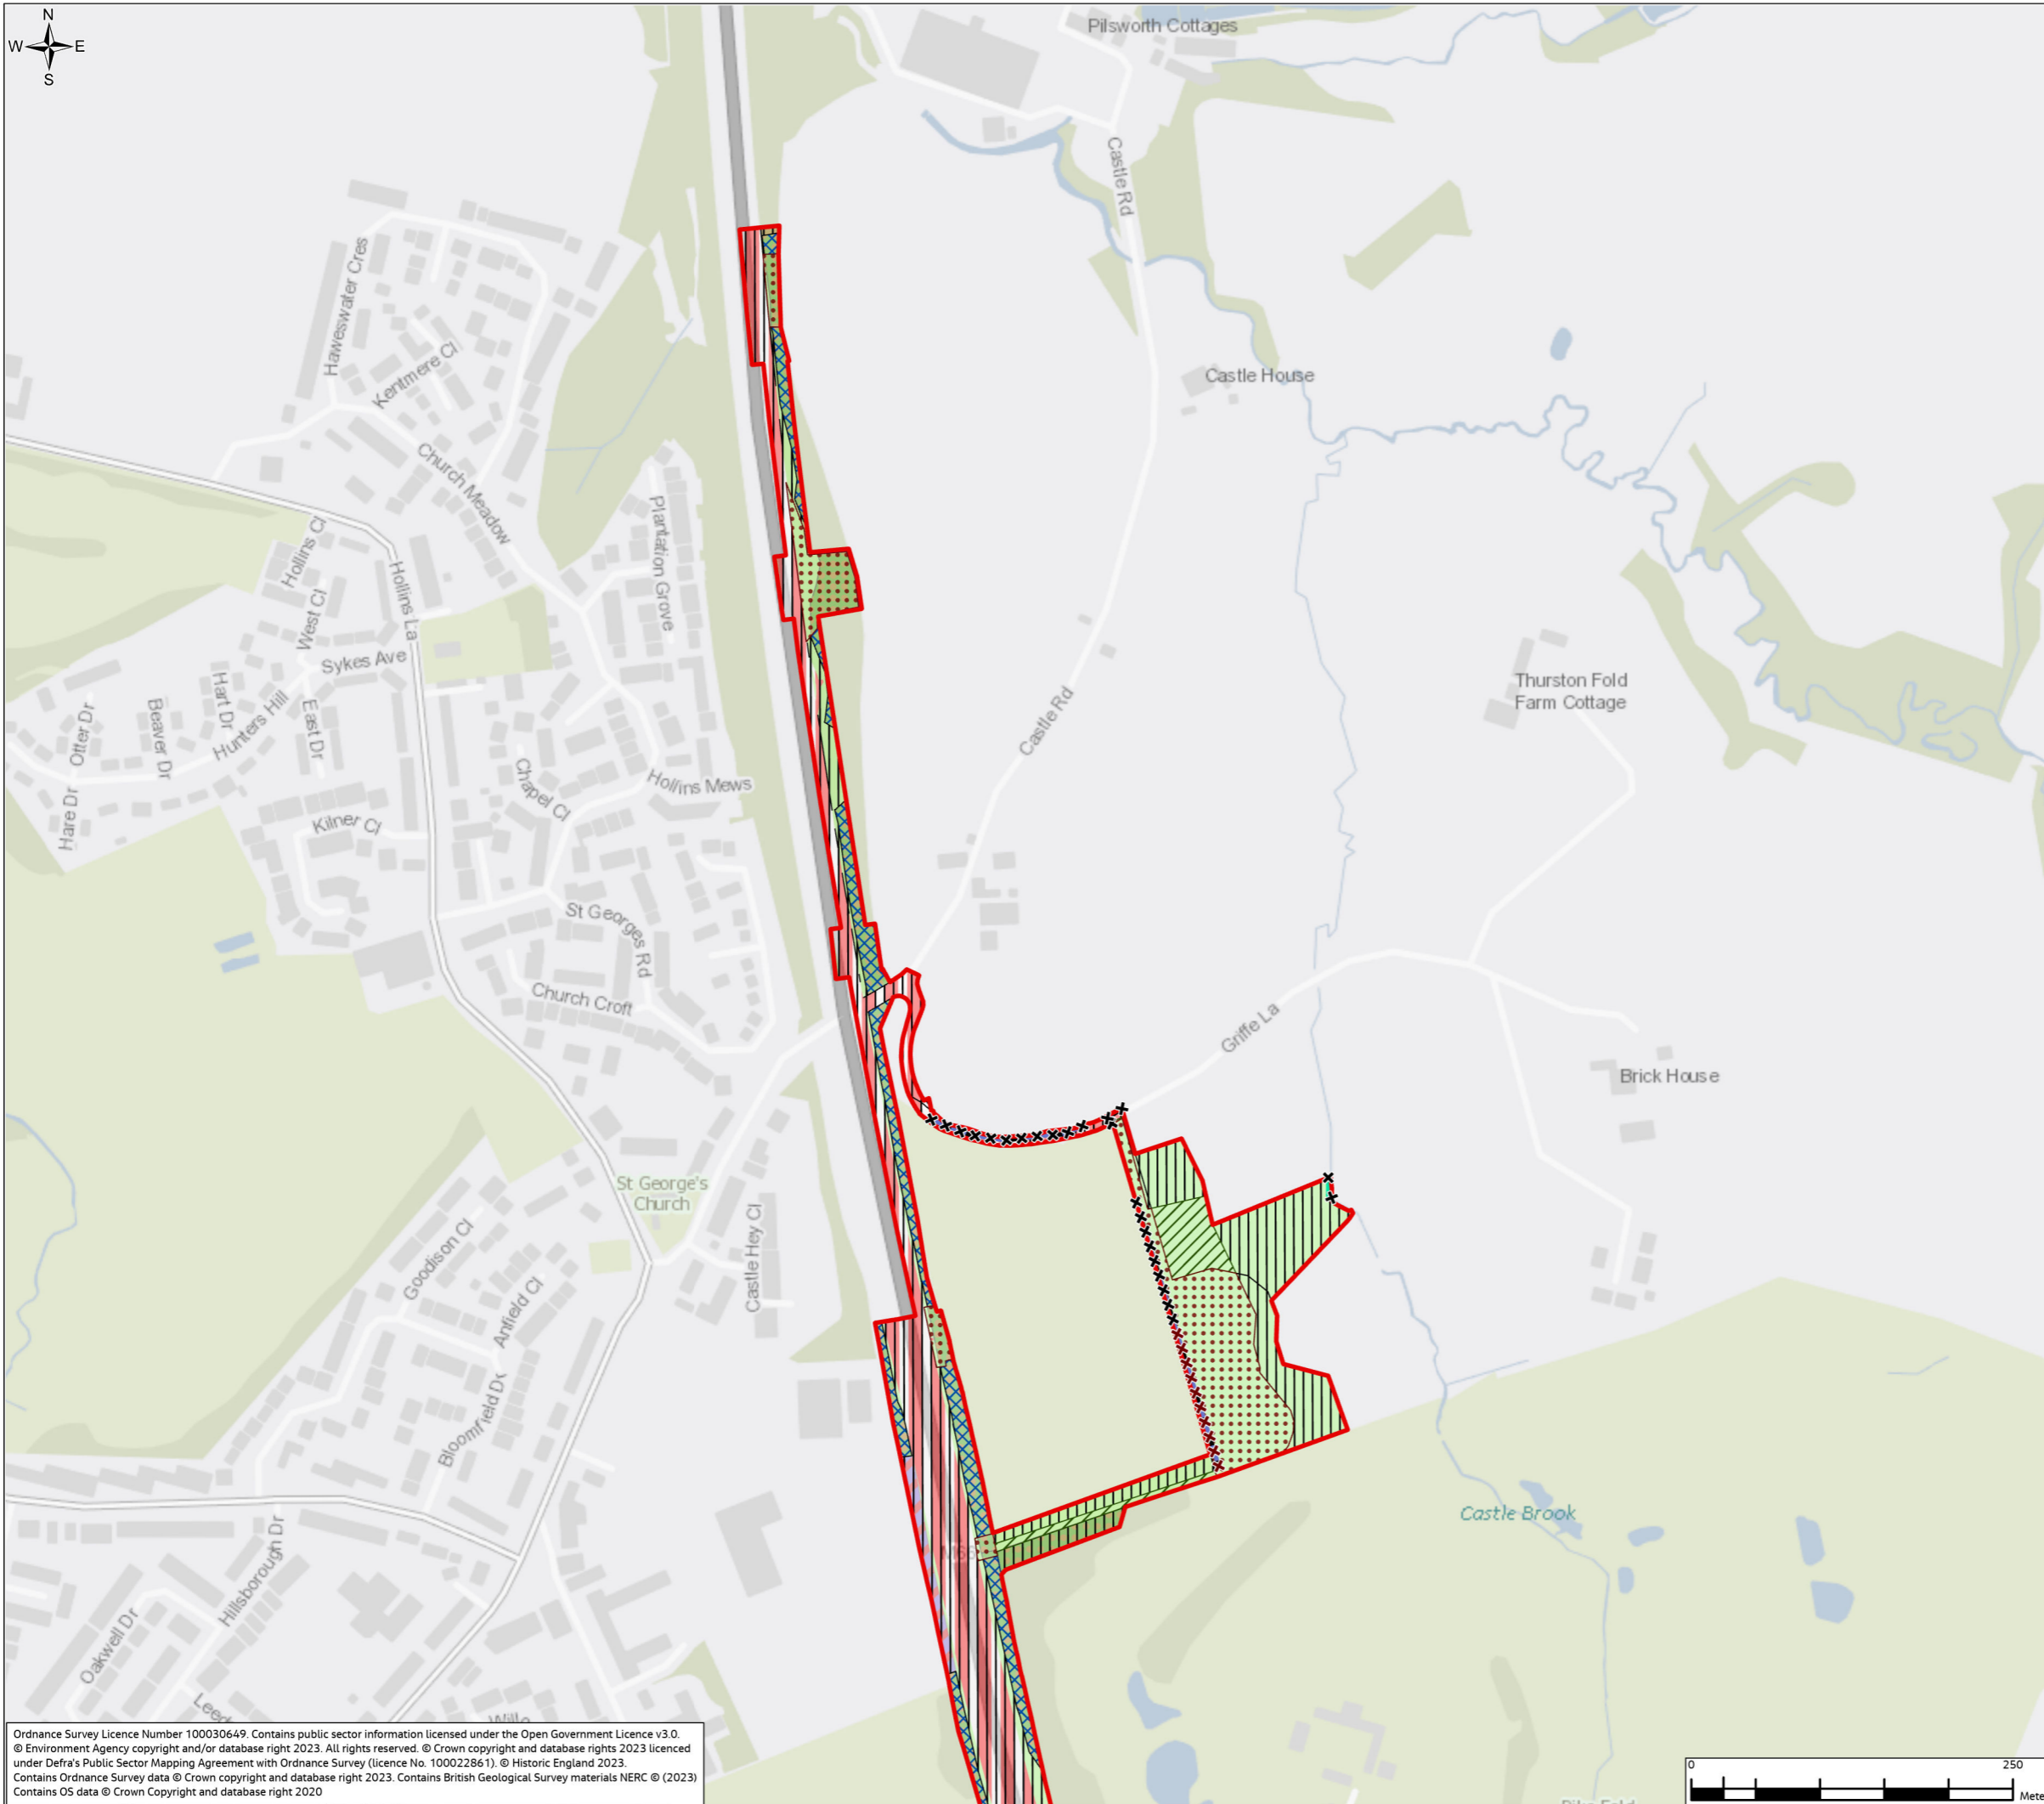 N
W E
S
Pilsworth Cottages
Castle Rd
Haweswater Cres
Kentmere Cl
Castle House
Church Meadow
Plantation Grove
Hollins Cl
Hollins La
West Cl
Sykes Ave
Hart Dr
Hunters Hill
East Dr
Beaver Dr
Otter Dr
Hare Dr
Castle Rd
Thurston Fold
Farm Cottage
Chapel Cl
Hollins Mews
Kilner Cl
St Georges Rd
Church Croft
Griffe La
Brick House
St George's
Church
Castle Hey Cl
Goodison Cl
Anfield Cl
Bloomfield Dr
Castle Brook
M66
Hillsborough Dr
Oakwell Dr
Ordnance Survey Licence Number 100030649. Contains public sector information licensed under the Open Government Licence v3.0.
© Environment Agency copyright and/or database right 2023. All rights reserved. © Crown copyright and database rights 2023 licenced
under Defra's Public Sector Mapping Agreement with Ordnance Survey (licence No. 100022861). © Historic England 2023.
Contains Ordnance Survey data © Crown copyright and database right 2023. Contains British Geological Survey materials NERC © (2023)
Contains OS data © Crown Copyright and database right 2020
0 250
Mete